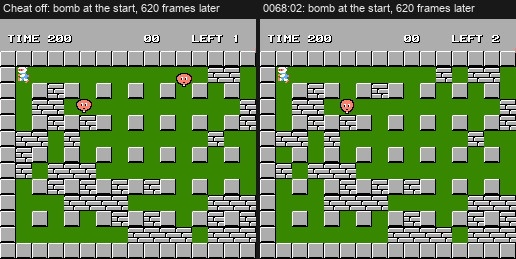 Cheat off: bomb at the start, 620 frames later
0068:02: bomb at the start, 620 frames later
TIME 200 00 LEFT 1
TIME 200 00 LEFT 2